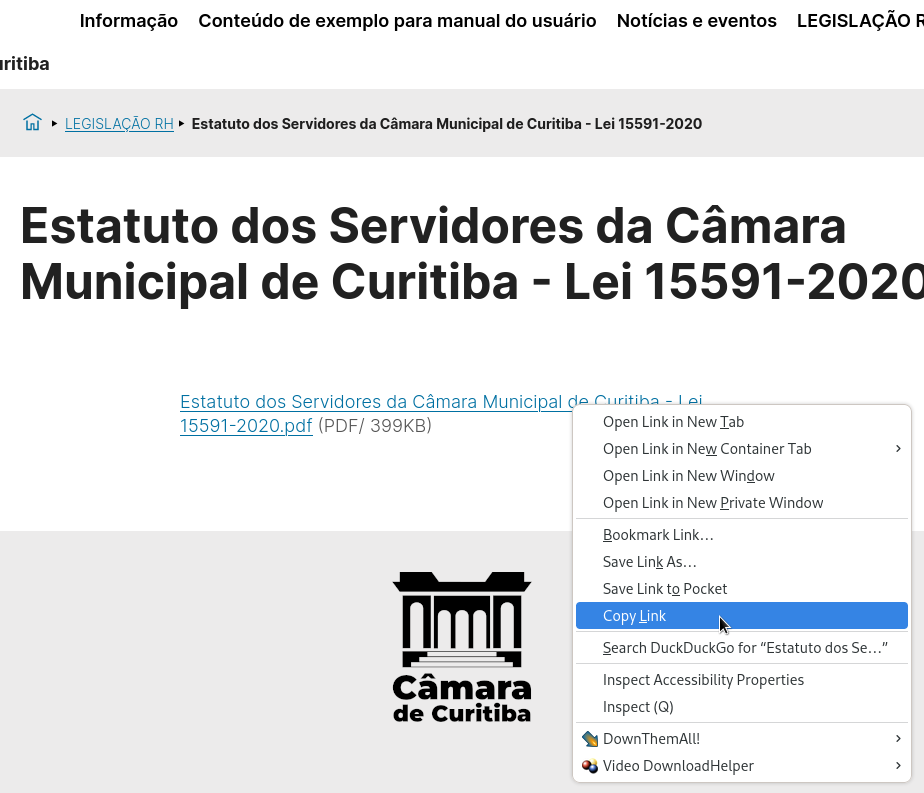 Informação Conteúdo de exemplo para manual do usuário Notícias e eventos LEGISLAÇÃO R
uritiba
LEGISLAÇÃO RH Estatuto dos Servidores da Câmara Municipal de Curitiba - Lei 15591-2020
Estatuto dos Servidores da Câmara
Municipal de Curitiba - Lei 15591-2020
Estatuto dos Servidores da Câmara Municipal de Curitiba - Lei
15591-2020.pdf (PDF/ 399KB)
Open Link in New Tab
Open Link in New Container Tab
Open Link in New Window
Open Link in New Private Window
Bookmark Link…
Save Link As…
Save Link to Pocket
Copy Link
Search DuckDuckGo for “Estatuto dos Se…”
Inspect Accessibility Properties
Inspect (Q)
DownThemAll!
Video DownloadHelper
Câmara
de Curitiba